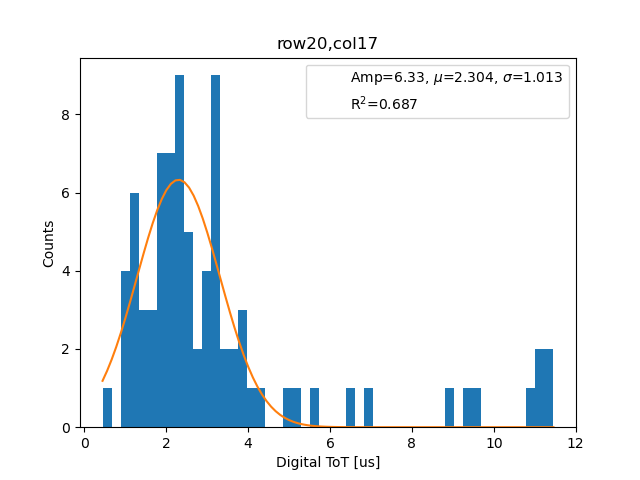 row20,col17
Amp=6.33, μ=2.304, σ=1.013
R²=0.687
8
6
4
2
0
Counts
0 2 4 6 8 10 12
Digital ToT [us]